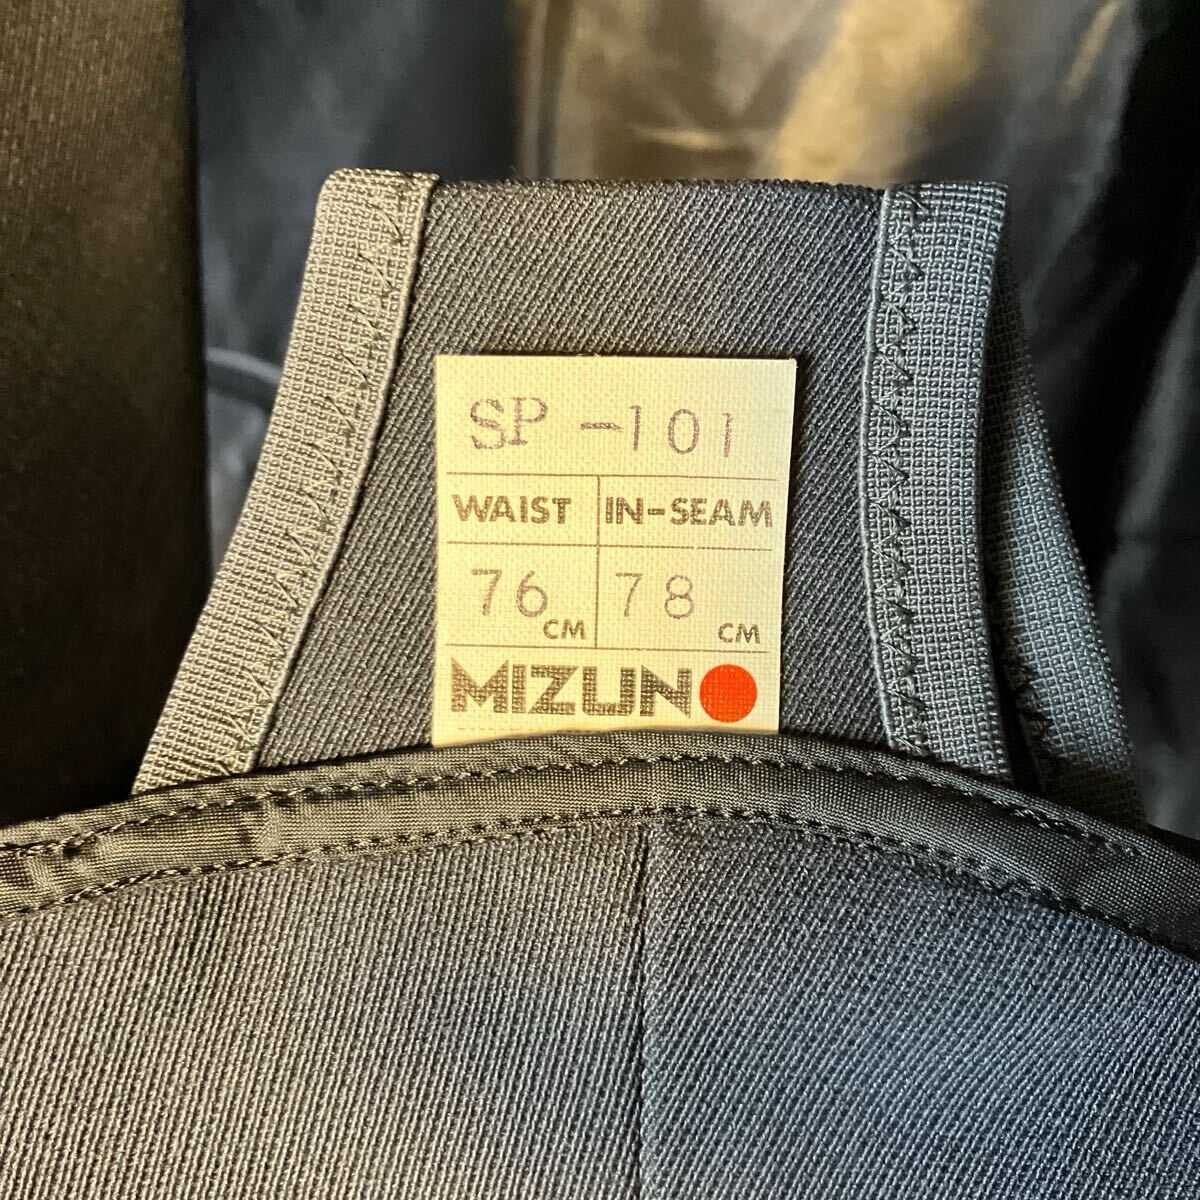 SP-101
WAIST IN-SEAM
76 CM 78 CM
MIZUNO